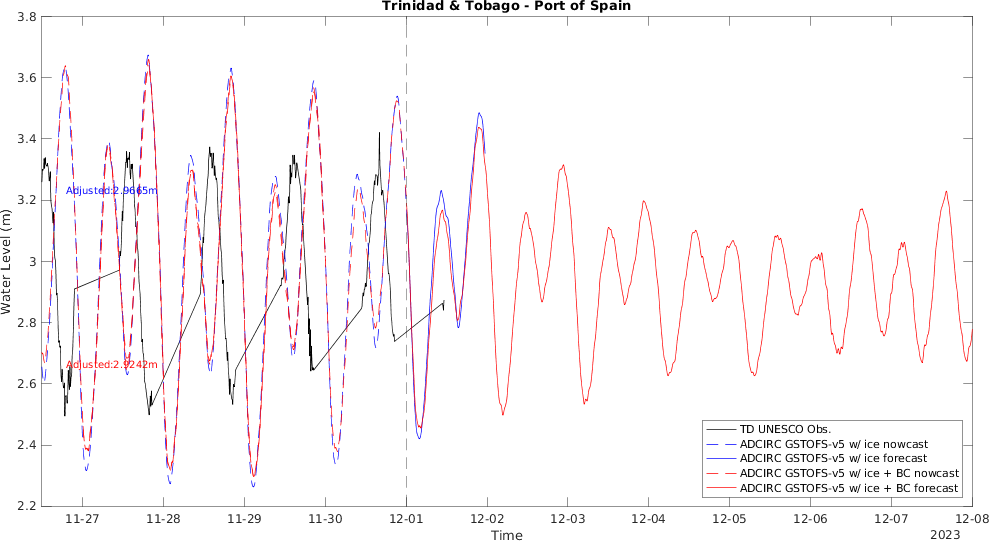 Trinidad & Tobago - Port of Spain
3.8
3.6
3.4
3.2
3
2.8
2.6
2.4
2.2
Water Level (m)
Adjusted:2.9665m
Adjusted:2.9242m
TD UNESCO Obs.
ADCIRC GSTOFS-v5 w/ ice nowcast
ADCIRC GSTOFS-v5 w/ ice forecast
ADCIRC GSTOFS-v5 w/ ice + BC nowcast
ADCIRC GSTOFS-v5 w/ ice + BC forecast
11-27 11-28 11-29 11-30 12-01 12-02 12-03 12-04 12-05 12-06 12-07 12-08
Time
2023